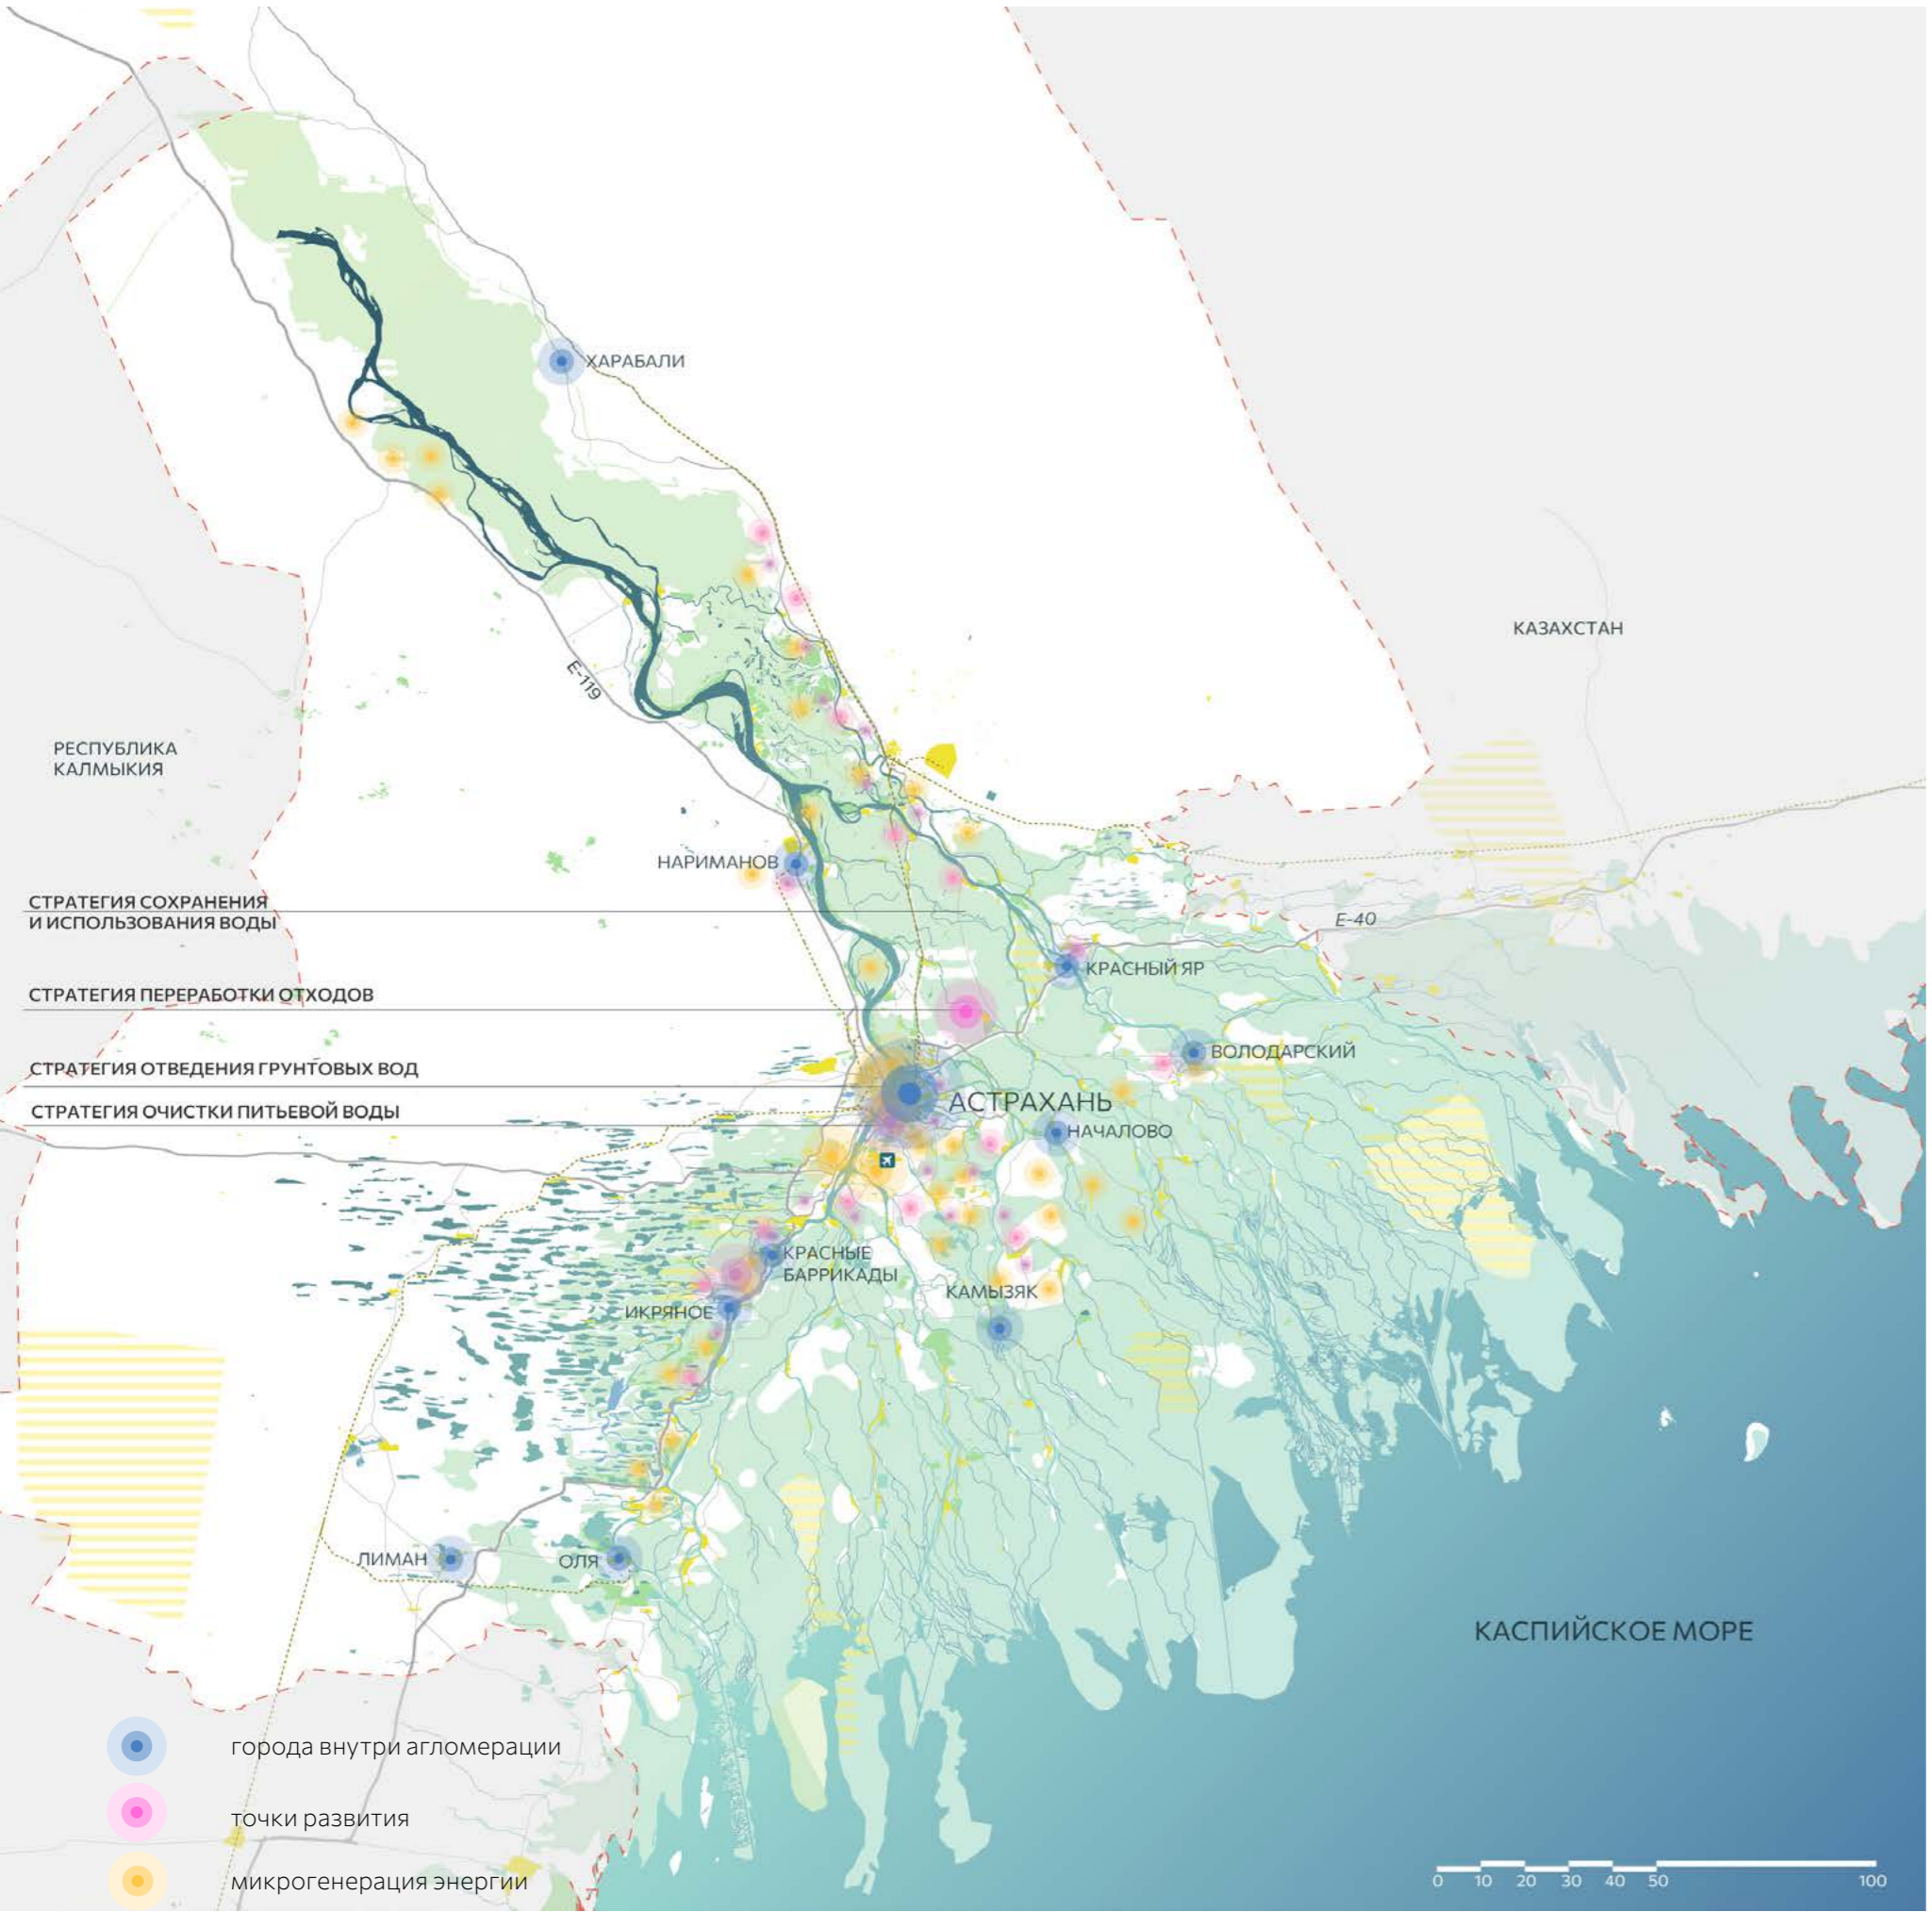 ХАРАБАЛИ
КАЗАХСТАН
E-119
РЕСПУБЛИКА
КАЛМЫКИЯ
НАРИМАНОВ
СТРАТЕГИЯ СОХРАНЕНИЯ
И ИСПОЛЬЗОВАНИЯ ВОДЫ
E-40
КРАСНЫЙ ЯР
СТРАТЕГИЯ ПЕРЕРАБОТКИ ОТХОДОВ
ВОЛОДАРСКИЙ
СТРАТЕГИЯ ОТВЕДЕНИЯ ГРУНТОВЫХ ВОД
АСТРАХАНЬ
СТРАТЕГИЯ ОЧИСТКИ ПИТЬЕВОЙ ВОДЫ
НАЧАЛОВО
КРАСНЫЕ
БАРРИКАДЫ
КАМЫЗЯК
ИКРЯНОЕ
ЛИМАН
ОЛЯ
КАСПИЙСКОЕ МОРЕ
города внутри агломерации
точки развития
микрогенерация энергии
0 10 20 30 40 50 100